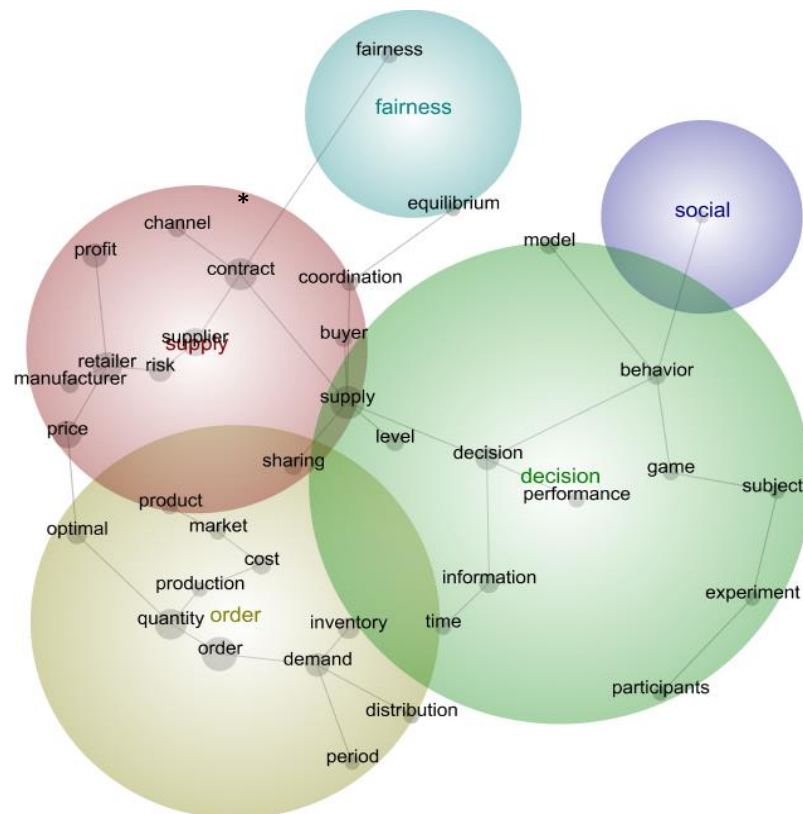 fairness
fairness
*
equilibrium
social
channel
model
profit
contract
coordination
buyer
supplier
supply
retailer
risk
manufacturer
behavior
supply
price
level
decision
sharing
game
decision
subject
performance
product
optimal
market
cost
production
information
experiment
quantity
order
inventory
time
order
demand
participants
distribution
period